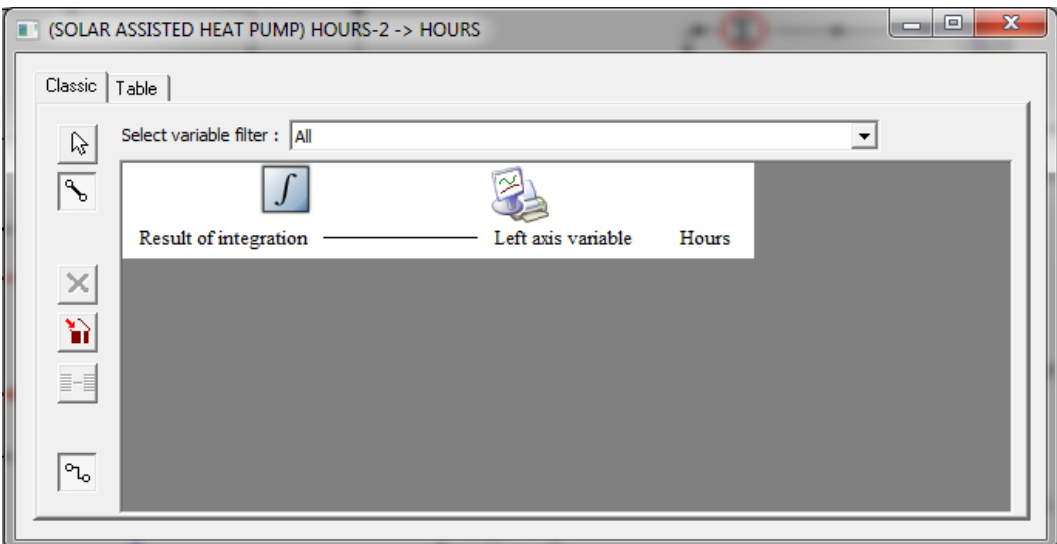 (SOLAR ASSISTED HEAT PUMP) HOURS-2 -> HOURS
Classic Table
Select variable filter : All
Result of integration Left axis variable Hours